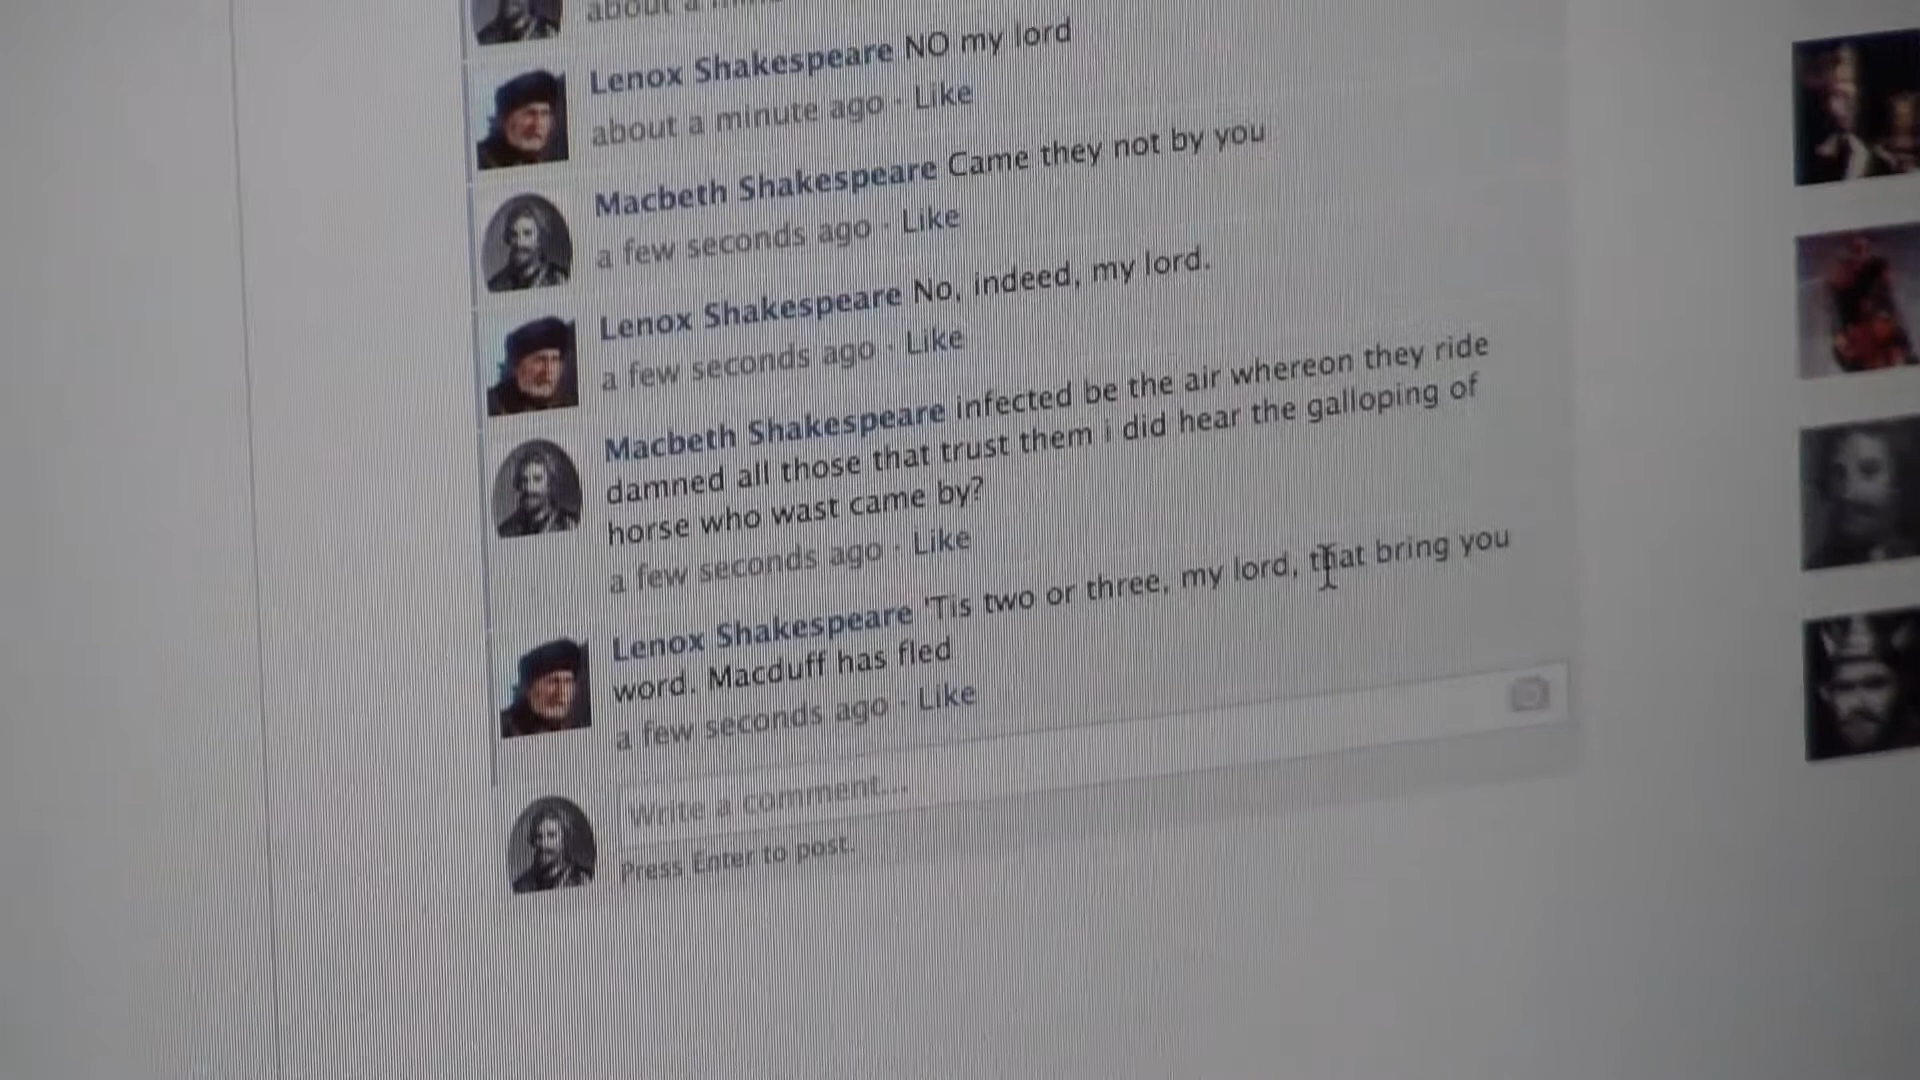 about a
Lenox Shakespeare NO my lord
about a minute ago · Like
Macbeth Shakespeare Came they not by you
a few seconds ago · Like
Lenox Shakespeare No, indeed, my lord.
a few seconds ago · Like
Macbeth Shakespeare infected be the air whereon they ride
damned all those that trust them i did hear the galloping of
horse who wast came by?
a few seconds ago · Like
Lenox Shakespeare 'Tis two or three, my lord, that bring you
word. Macduff has fled
a few seconds ago · Like
Write a comment...
Press Enter to post.